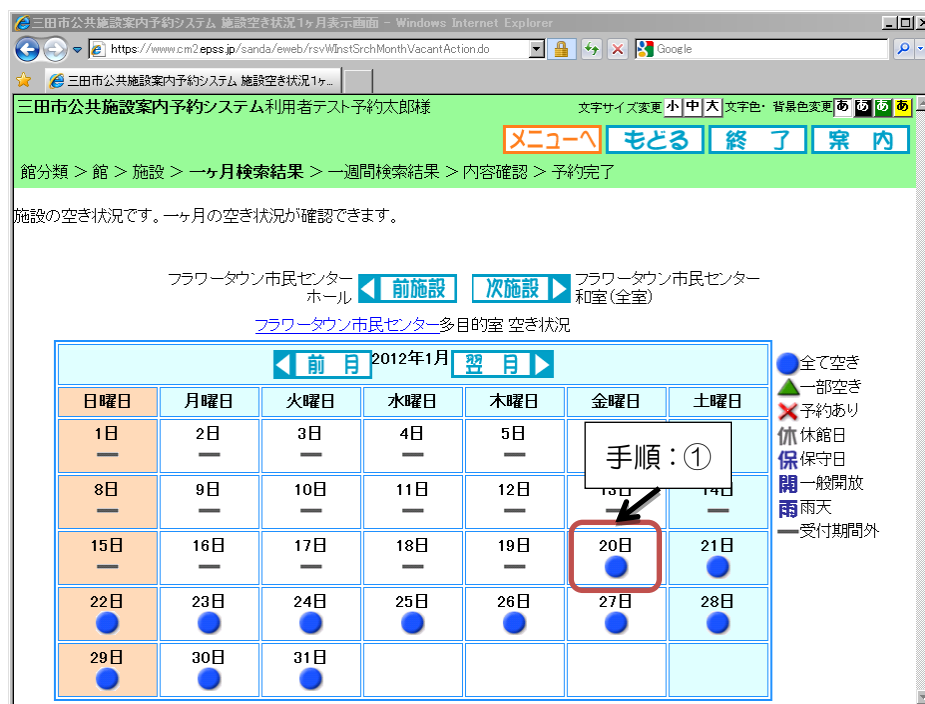 三田市公共施設案内予約システム 施設空き状況1ヶ月表示画面 - Windows Internet Explorer
https://www.cm2.epss.jp/sanda/eweb/rsvWInstSrchMonthVacantAction.do
Google
三田市公共施設案内予約システム 施設空き状況1ヶ...
三田市公共施設案内予約システム利用者テスト予約太郎様 文字サイズ変更 小 中 大 文字色・背景色変更 あ あ あ あ
メニューへ もどる 終 了 案 内
館分類 > 館 > 施設 > 一ヶ月検索結果 > 一週間検索結果 > 内容確認 > 予約完了
施設の空き状況です。一ヶ月の空き状況が確認できます。
フラワータウン市民センター
ホール
前施設 次施設
フラワータウン市民センター
和室(全室)
フラワータウン市民センター多目的室 空き状況
前 月 2012年1月 翌 月
日曜日 月曜日 火曜日 水曜日 木曜日 金曜日 土曜日
1日 2日 3日 4日 5日
手順:①
8日 9日 10日 11日 12日 13日 14日
15日 16日 17日 18日 19日 20日 21日
22日 23日 24日 25日 26日 27日 28日
29日 30日 31日
全て空き
一部空き
予約あり
休 休館日
保 保守日
開 一般開放
雨 雨天
受付期間外